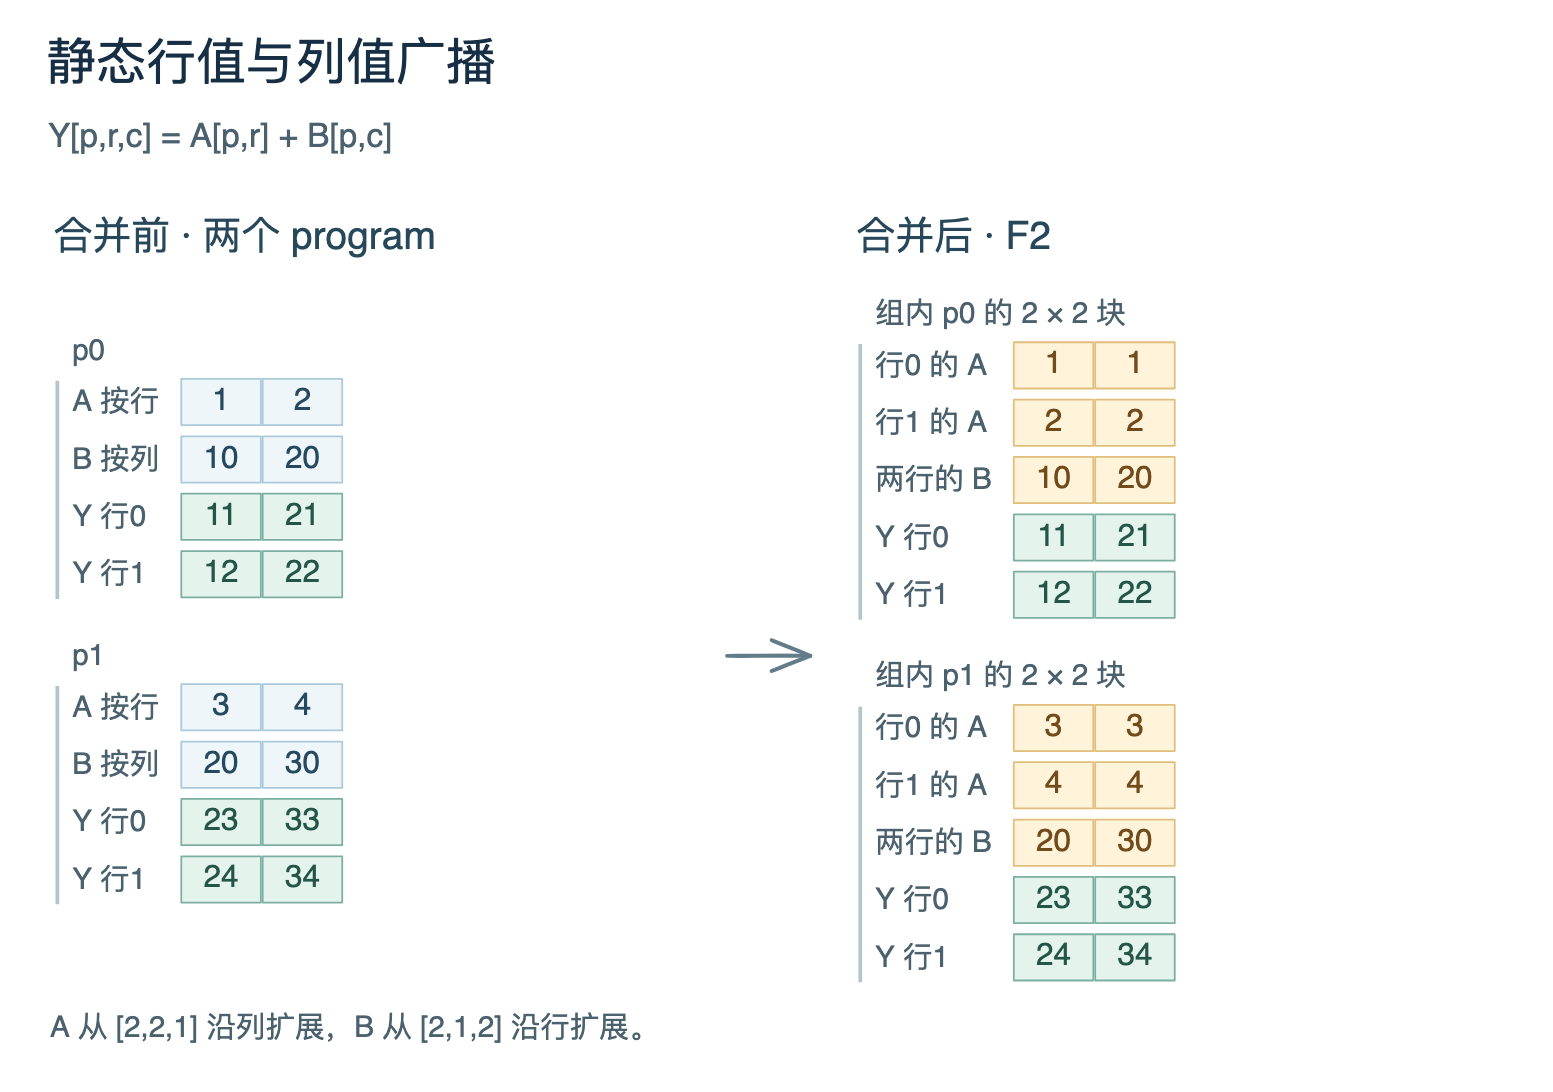 静态行值与列值广播
Y[p,r,c] = A[p,r] + B[p,c]
合并前 · 两个 program
p0
A 按行 1 2
B 按列 10 20
Y 行0 11 21
Y 行1 12 22
p1
A 按行 3 4
B 按列 20 30
Y 行0 23 33
Y 行1 24 34
合并后 · F2
组内 p0 的 2 × 2 块
行0 的 A 1 1
行1 的 A 2 2
两行的 B 10 20
Y 行0 11 21
Y 行1 12 22
组内 p1 的 2 × 2 块
行0 的 A 3 3
行1 的 A 4 4
两行的 B 20 30
Y 行0 23 33
Y 行1 24 34
A 从 [2,2,1] 沿列扩展，B 从 [2,1,2] 沿行扩展。